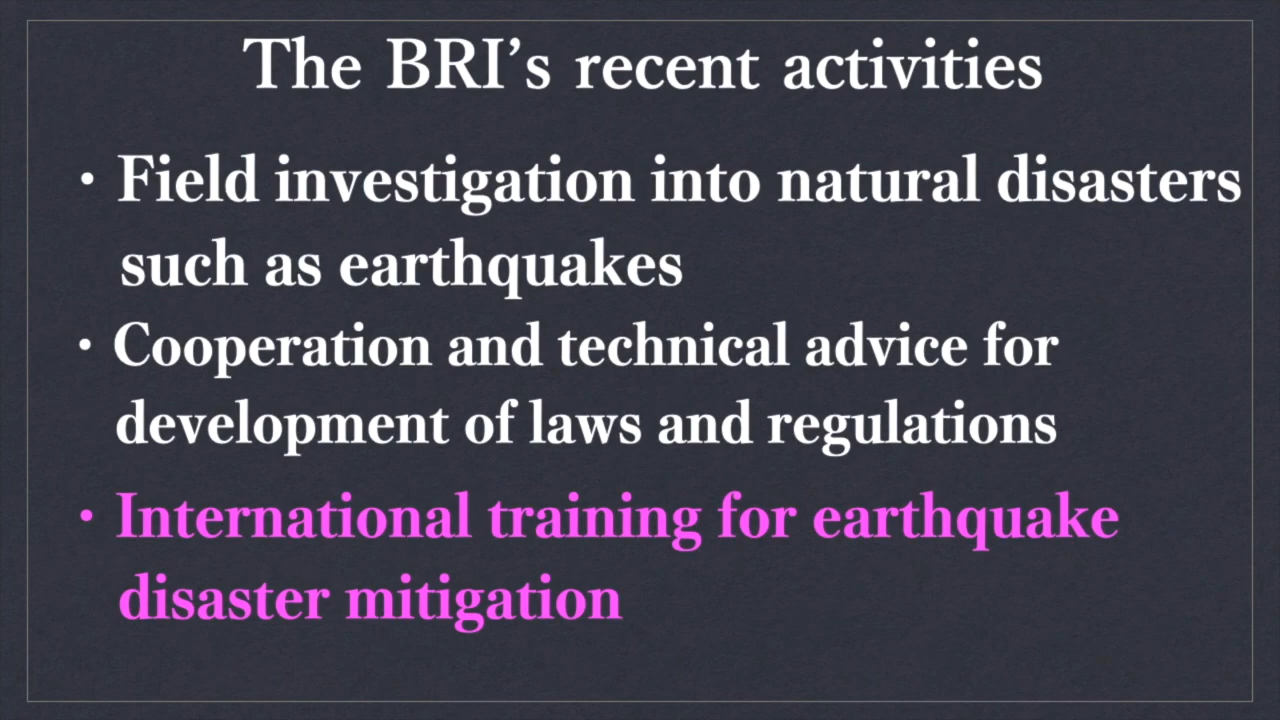 The BRI’s recent activities
・Field investigation into natural disasters
such as earthquakes
・Cooperation and technical advice for
development of laws and regulations
・International training for earthquake
disaster mitigation